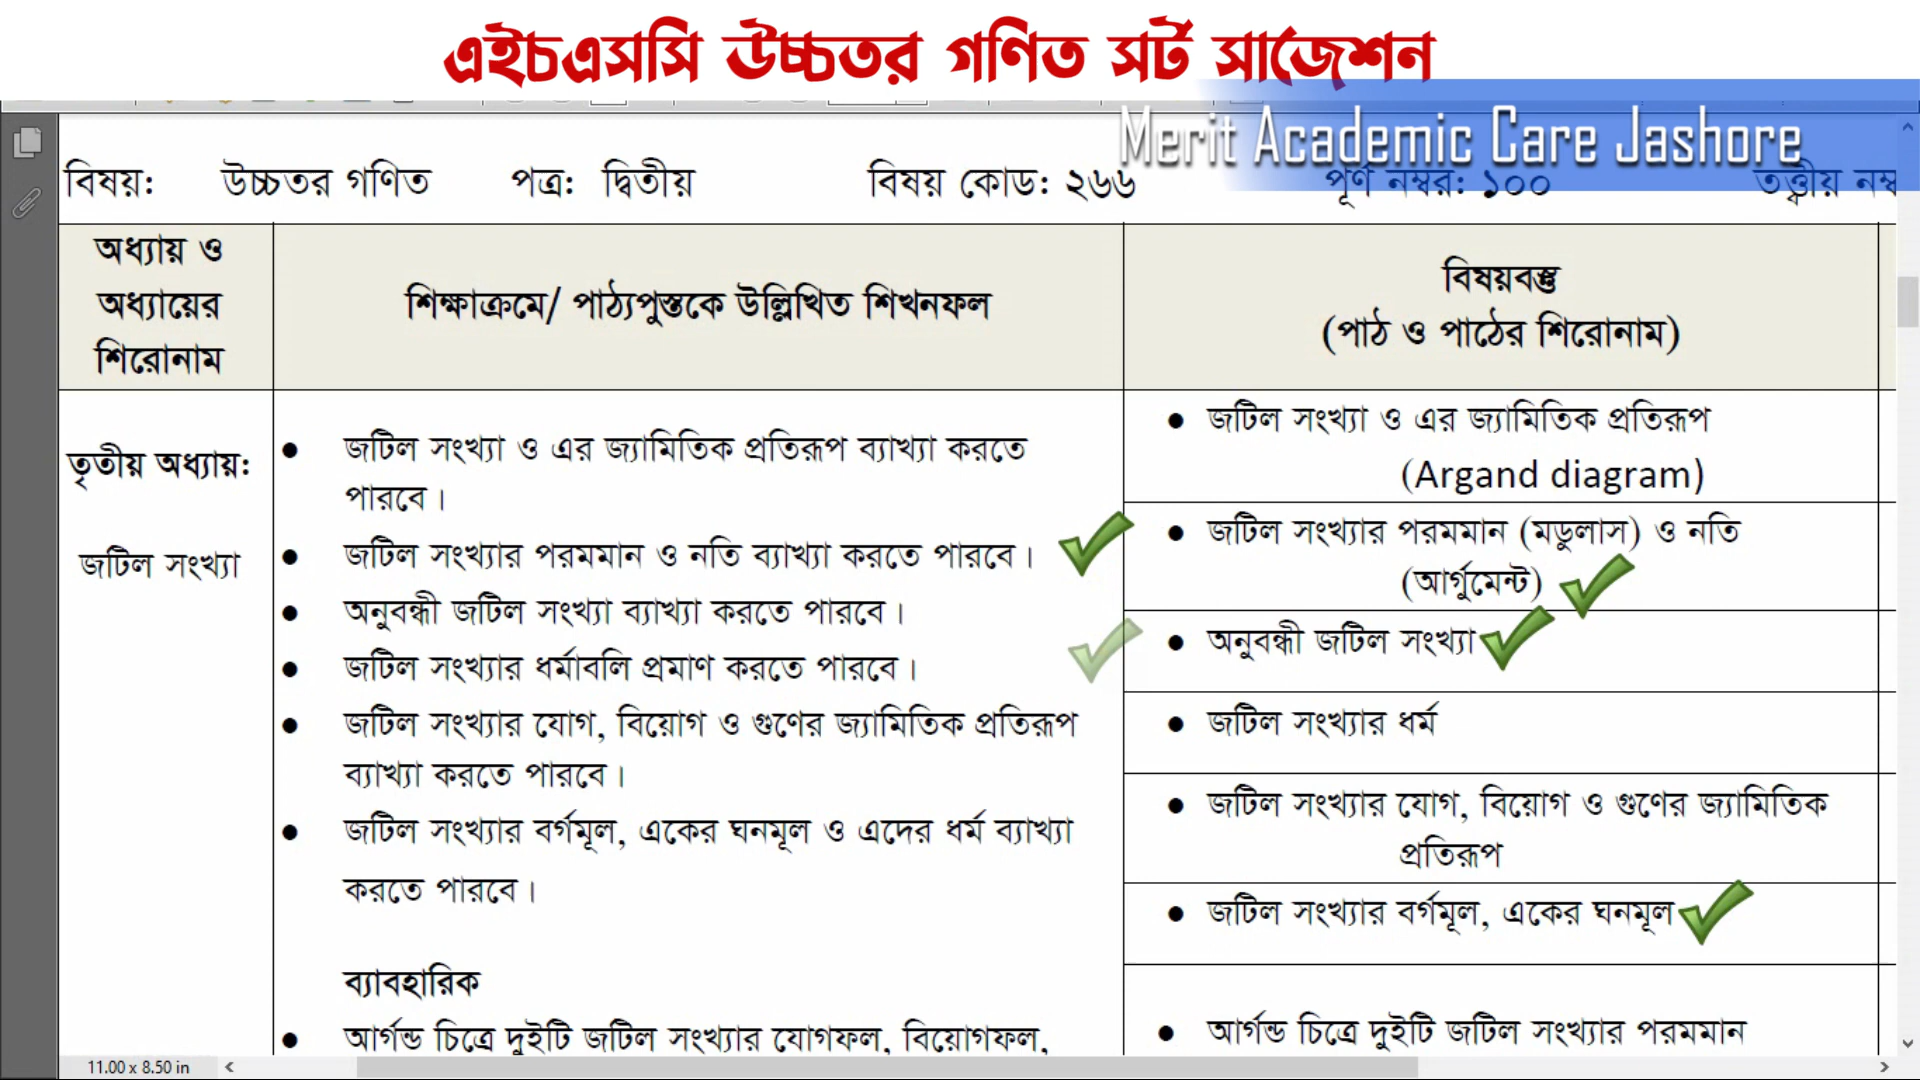 এইচএসসি উচ্চতর গণিত সর্ট সাজেশন
Merit Academic Care Jashore
বিষয়: উচ্চতর গণিত পত্র: দ্বিতীয় বিষয় কোড: ২৬৬ পূর্ণ নম্বর: ১০০ তত্ত্বীয়
অধ্যায় ও
অধ্যায়ের
শিরোনাম
শিক্ষাক্রমে/ পাঠ্যপুস্তকে উল্লিখিত শিখনফল
বিষয়বস্তু
(পাঠ ও পাঠের শিরোনাম)
তৃতীয় অধ্যায়:
জটিল সংখ্যা
● জটিল সংখ্যা ও এর জ্যামিতিক প্রতিরূপ ব্যাখ্যা করতে
পারবে।
● জটিল সংখ্যার পরমমান ও নতি ব্যাখ্যা করতে পারবে।
● অনুবন্ধী জটিল সংখ্যা ব্যাখ্যা করতে পারবে।
● জটিল সংখ্যার ধর্মাবলি প্রমাণ করতে পারবে।
● জটিল সংখ্যার যোগ, বিয়োগ ও গুণের জ্যামিতিক প্রতিরূপ
ব্যাখ্যা করতে পারবে।
● জটিল সংখ্যার বর্গমূল, একের ঘনমূল ও এদের ধর্ম ব্যাখ্যা
করতে পারবে।
ব্যাবহারিক
● আর্গন্ড চিত্রে দুইটি জটিল সংখ্যার যোগফল, বিয়োগফল,
● জটিল সংখ্যা ও এর জ্যামিতিক প্রতিরূপ
(Argand diagram)
● জটিল সংখ্যার পরমমান (মডুলাস) ও নতি
(আর্গুমেন্ট)
● অনুবন্ধী জটিল সংখ্যা
● জটিল সংখ্যার ধর্ম
● জটিল সংখ্যার যোগ, বিয়োগ ও গুণের জ্যামিতিক
প্রতিরূপ
● জটিল সংখ্যার বর্গমূল, একের ঘনমূল
● আর্গন্ড চিত্রে দুইটি জটিল সংখ্যার পরমমান
11.00 x 8.50 in